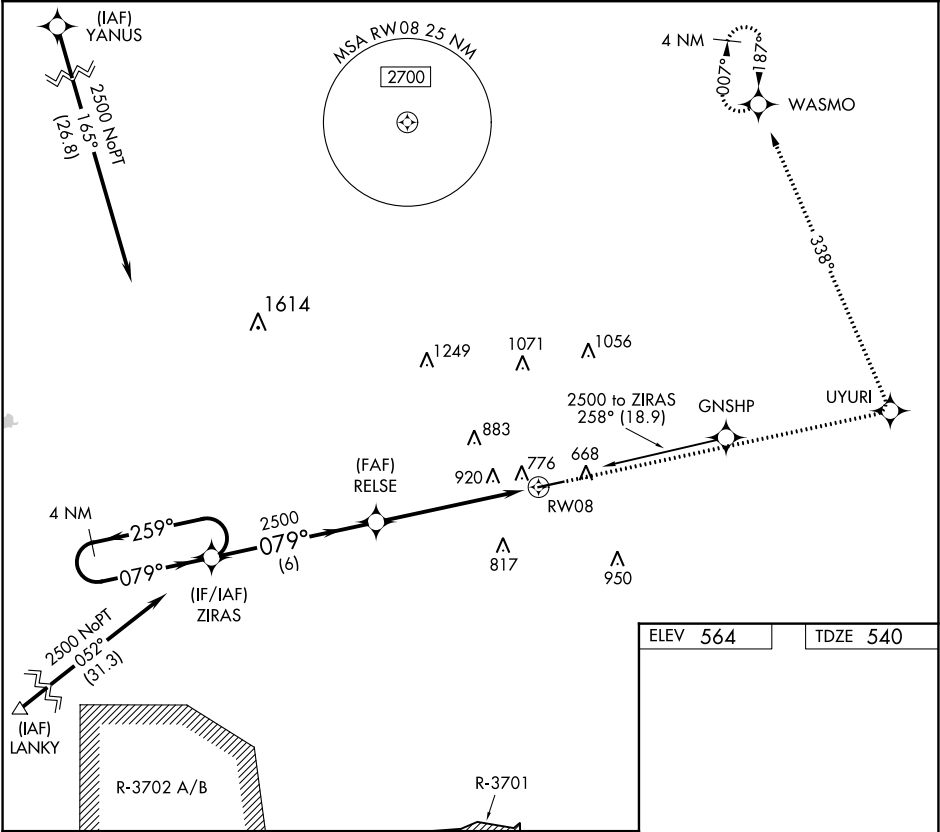 (IAF)
YANUS
2500 NoPT
165°
(26.8)
MSA RW08 25 NM
2700
4 NM
007°
187°
WASMO
338°
1614
1249
1071
1056
2500 to ZIRAS
258° (18.9)
GNSHP
UYURI
883
(FAF)
RELSE
920
776
668
RW08
4 NM
259°
2500
079°
(6)
079°
(IF/IAF)
ZIRAS
817
950
2500 NoPT
052°
(31.3)
(IAF)
LANKY
ELEV 564
TDZE 540
R-3702 A/B
R-3701